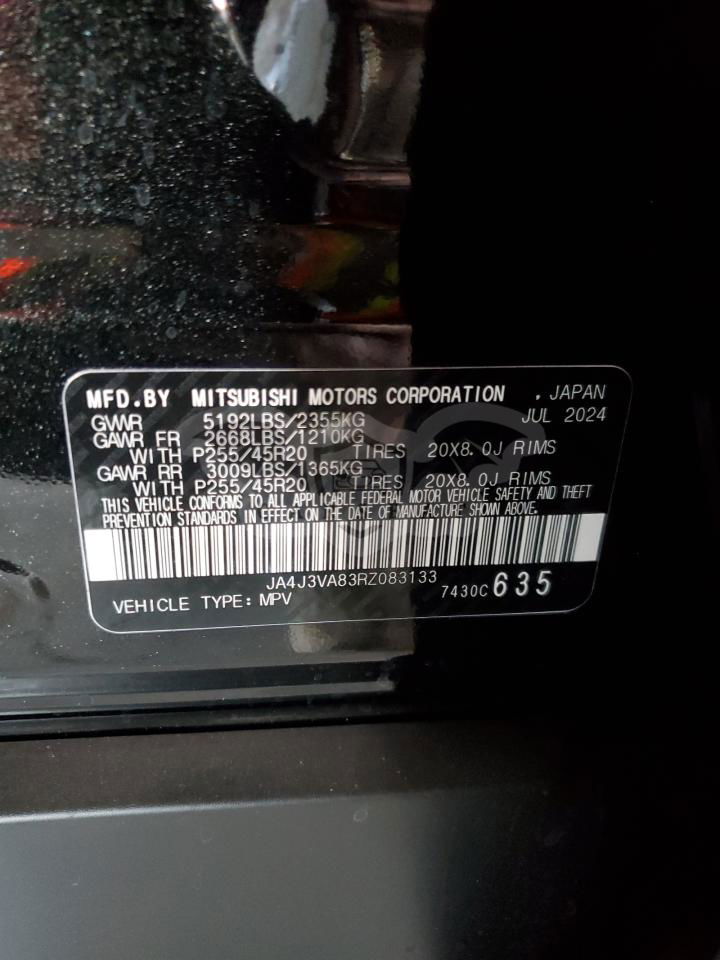 MFD.BY MITSUBISHI MOTORS CORPORATION , JAPAN
GVWR 5192LBS/2355KG JUL 2024
GAWR FR 2668LBS/1210KG
WITH P255/45R20 TIRES 20X8.0J RIMS
GAWR RR 3009LBS/1365KG
WITH P255/45R20 TIRES 20X8.0J RIMS
THIS VEHICLE CONFORMS TO ALL APPLICABLE FEDERAL MOTOR VEHICLE SAFETY AND THEFT
PREVENTION STANDARDS IN EFFECT ON THE DATE OF MANUFACTURE SHOWN ABOVE.
JA4J3VA83RZ083133
VEHICLE TYPE: MPV 7430C 635